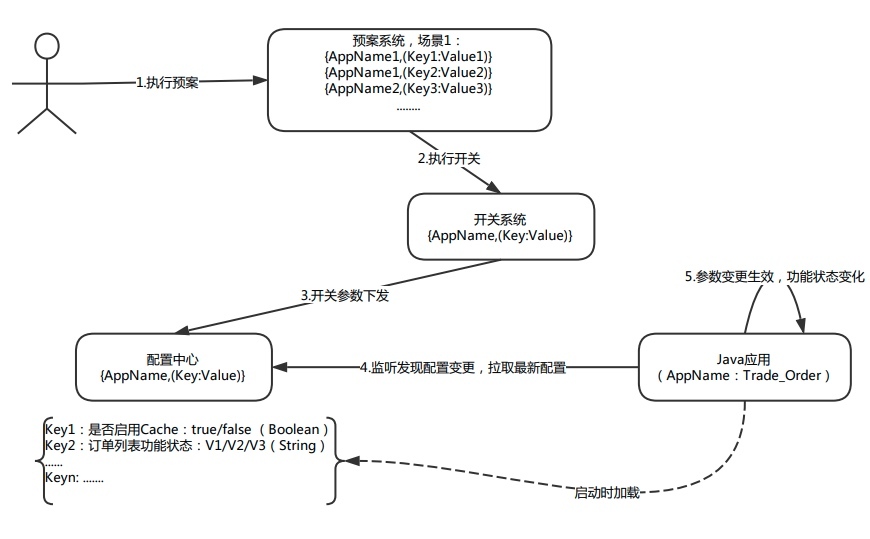 预案系统，场景1：
{AppName1,(Key1:Value1)}
{AppName1,(Key2:Value2)}
{AppName2,(Key3:Value3)}
........
1.执行预案
2.执行开关
开关系统
{AppName,(Key:Value)}
3.开关参数下发
5.参数变更生效，功能状态变化
配置中心
{AppName,(Key:Value)}
4.监听发现配置变更，拉取最新配置
Java应用
（AppName：Trade_Order）
Key1：是否启用Cache：true/false （Boolean）
Key2：订单列表功能状态：V1/V2/V3（String）
......
Keyn: .......
启动时加载